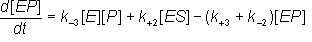 d[EP]/dt = k₋₃[E][P] + k₊₂[ES] − (k₊₃ + k₋₂)[EP]